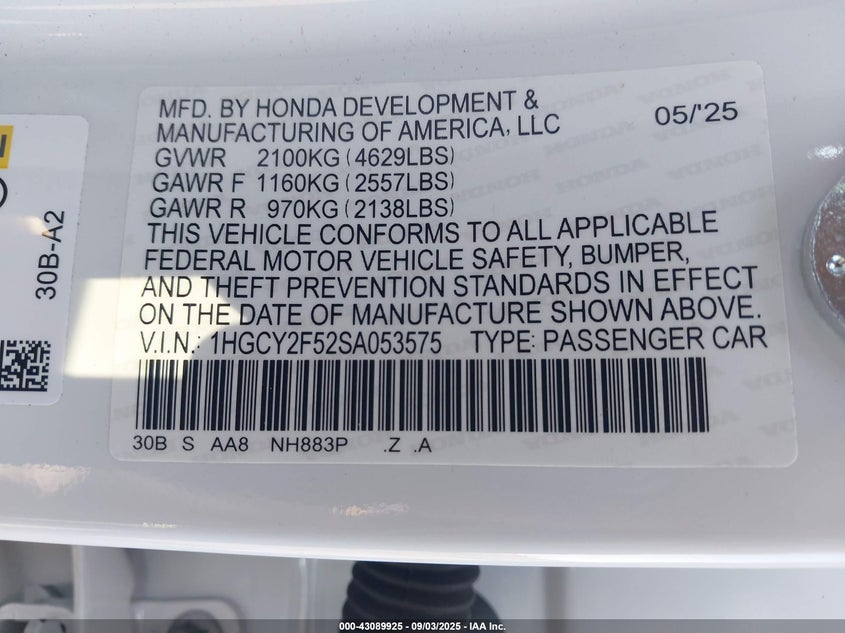 MFD. BY HONDA DEVELOPMENT &
MANUFACTURING OF AMERICA, LLC 05/'25
GVWR 2100KG (4629LBS)
GAWR F 1160KG (2557LBS)
GAWR R 970KG (2138LBS)
THIS VEHICLE CONFORMS TO ALL APPLICABLE
FEDERAL MOTOR VEHICLE SAFETY, BUMPER,
AND THEFT PREVENTION STANDARDS IN EFFECT
ON THE DATE OF MANUFACTURE SHOWN ABOVE.
V.I.N.: 1HGCY2F52SA053575 TYPE: PASSENGER CAR
30B S AA8 NH883P .Z .A
30B-A2
000-43089925 - 09/03/2025 - IAA Inc.